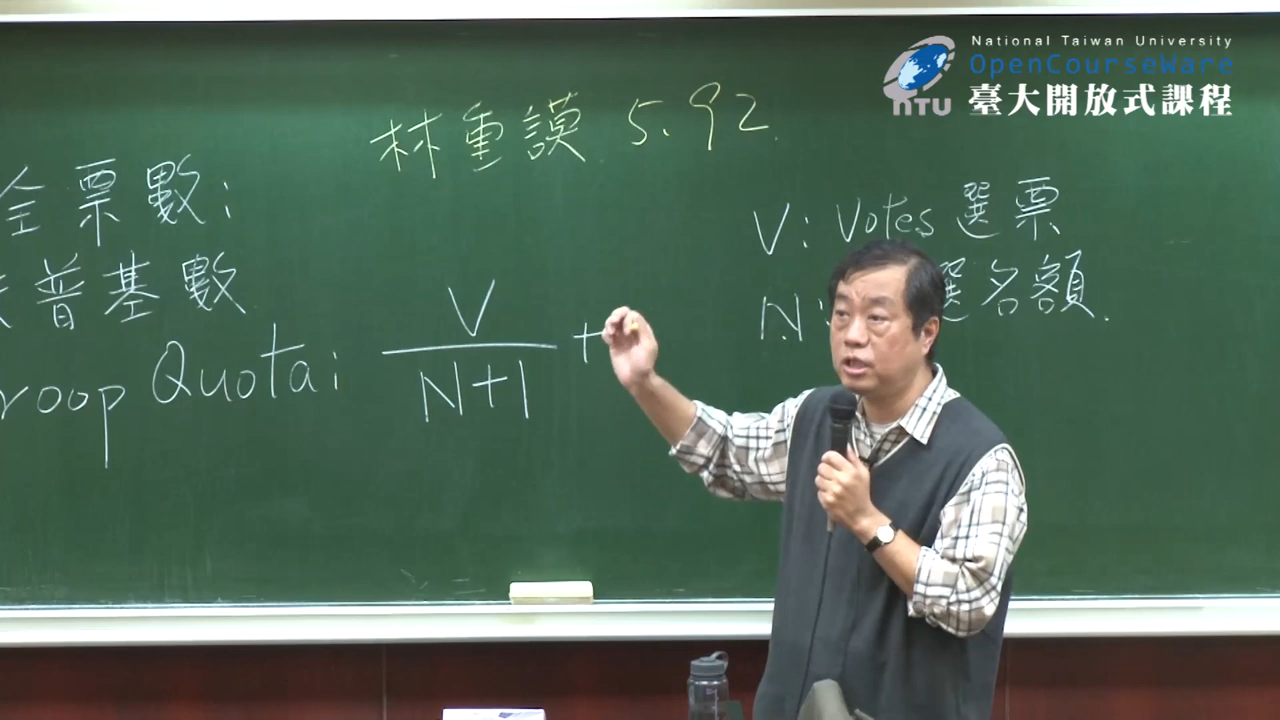 National Taiwan University
OpenCourseWare
NTU 臺大開放式課程
林重謨 5.92.
全票數:
普基數
roop Quota: V / N+1 +
V: Votes 選票
N: 選名額.